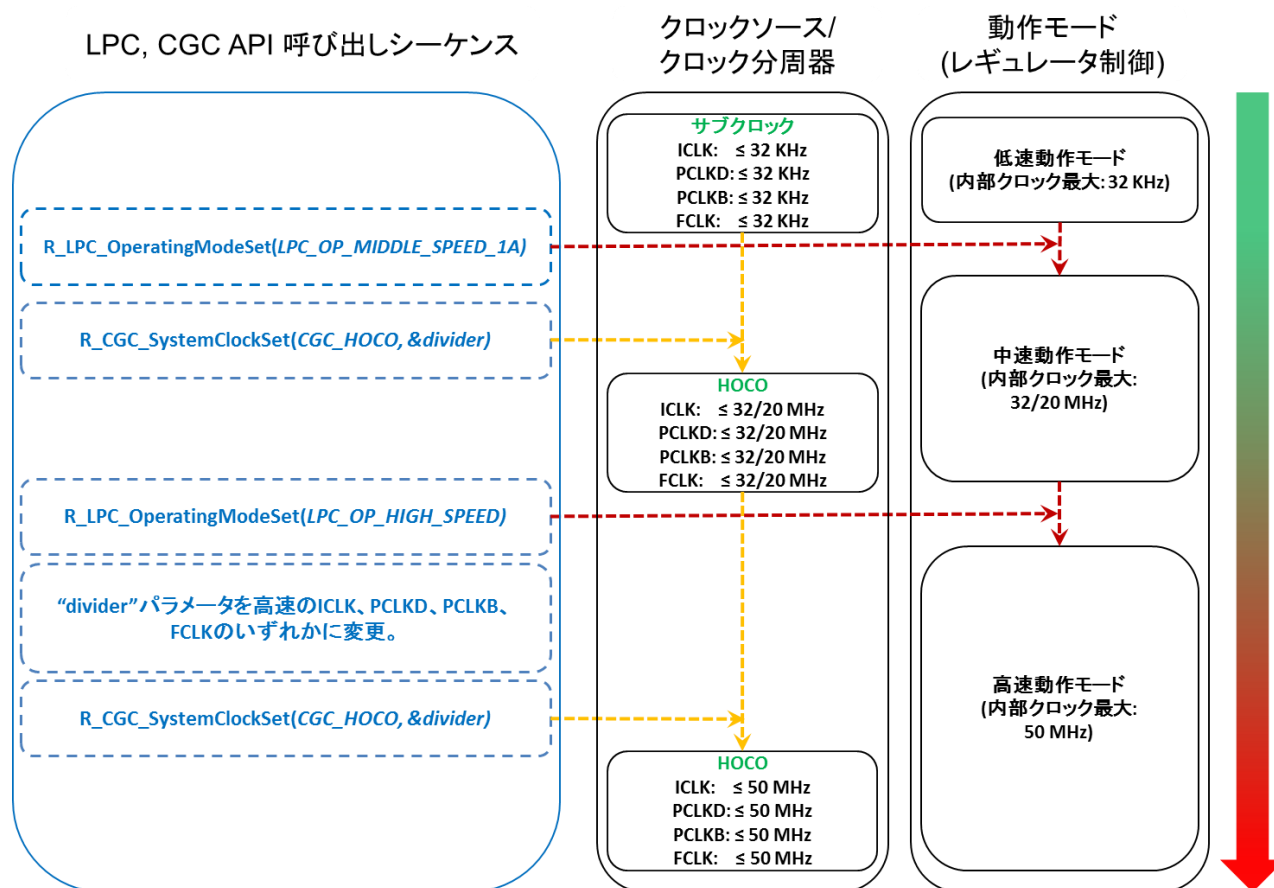 LPC, CGC API 呼び出しシーケンス
クロックソース/
クロック分周器
動作モード
(レギュレータ制御)
サブクロック
ICLK: ≤ 32 KHz
PCLKD: ≤ 32 KHz
PCLKB: ≤ 32 KHz
FCLK: ≤ 32 KHz
低速動作モード
(内部クロック最大: 32 KHz)
R_LPC_OperatingModeSet(LPC_OP_MIDDLE_SPEED_1A)
R_CGC_SystemClockSet(CGC_HOCO, &divider)
中速動作モード
(内部クロック最大:
32/20 MHz)
HOCO
ICLK: ≤ 32/20 MHz
PCLKD: ≤ 32/20 MHz
PCLKB: ≤ 32/20 MHz
FCLK: ≤ 32/20 MHz
R_LPC_OperatingModeSet(LPC_OP_HIGH_SPEED)
“divider”パラメータを高速のICLK、PCLKD、PCLKB、
FCLKのいずれかに変更。
R_CGC_SystemClockSet(CGC_HOCO, &divider)
高速動作モード
(内部クロック最大:
50 MHz)
HOCO
ICLK: ≤ 50 MHz
PCLKD: ≤ 50 MHz
PCLKB: ≤ 50 MHz
FCLK: ≤ 50 MHz